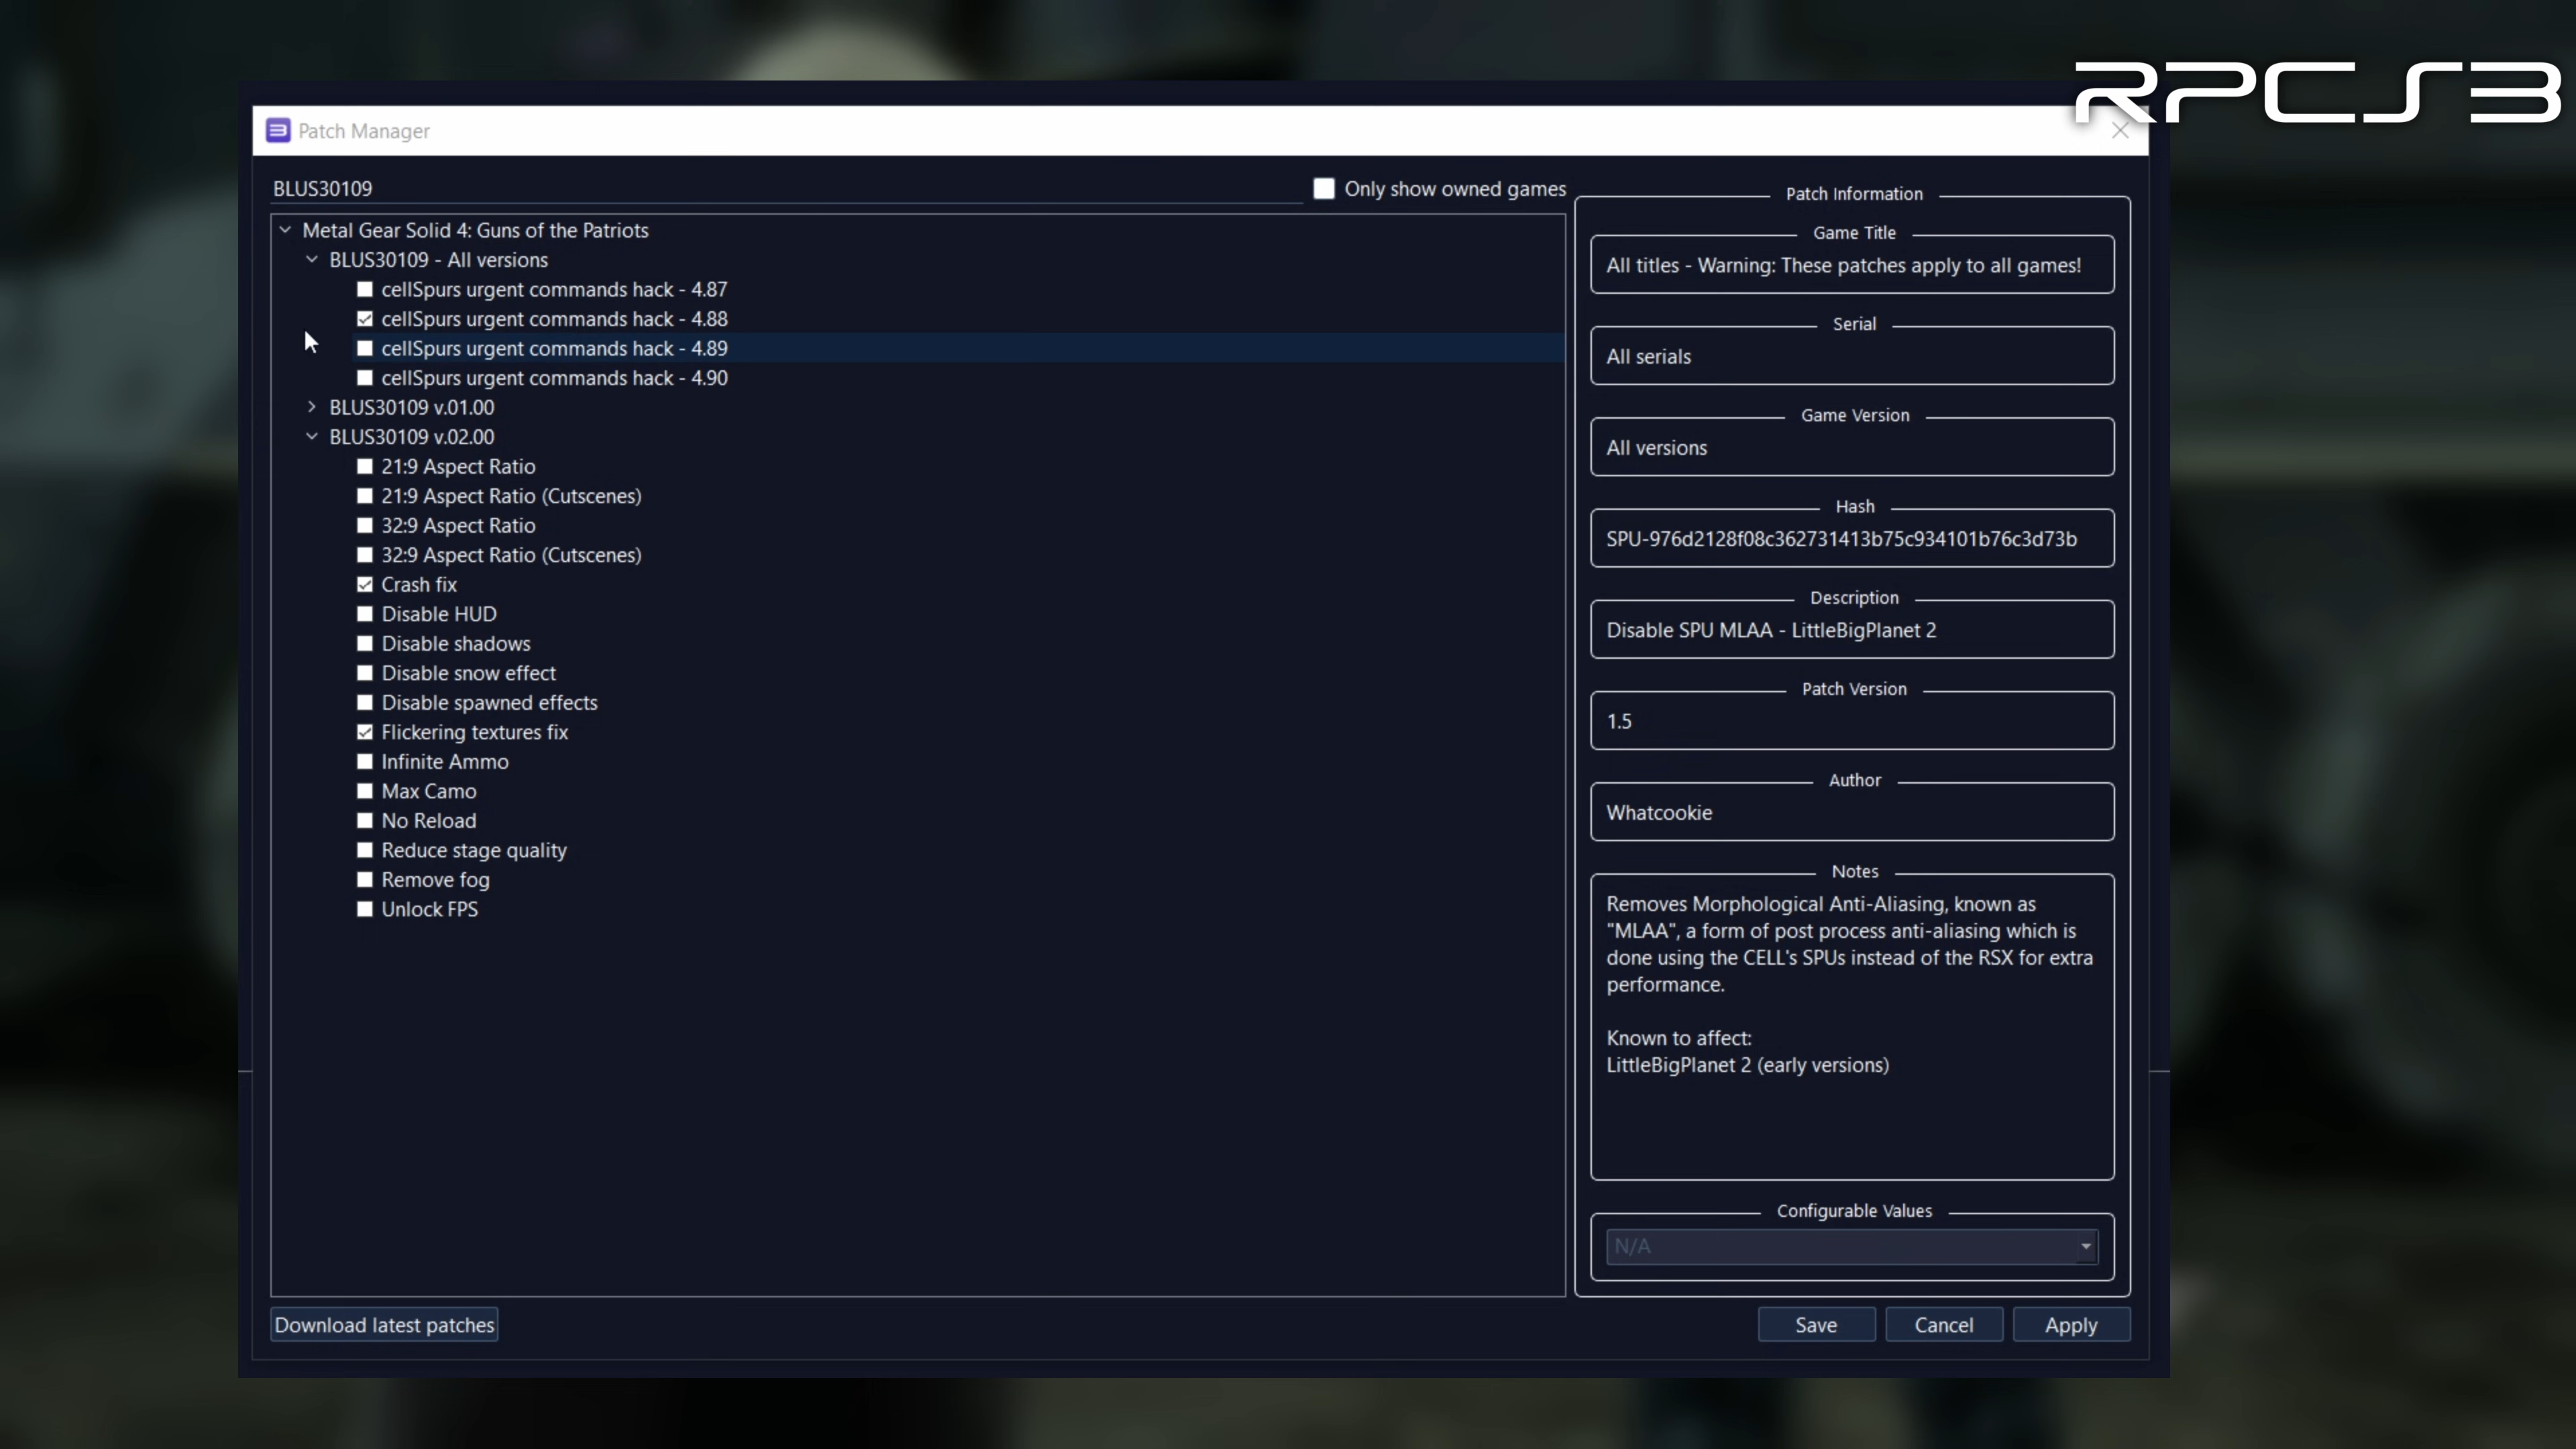 RPCS3
Patch Manager
BLUS30109
Only show owned games
Metal Gear Solid 4: Guns of the Patriots
BLUS30109 - All versions
cellSpurs urgent commands hack - 4.87
cellSpurs urgent commands hack - 4.88
cellSpurs urgent commands hack - 4.89
cellSpurs urgent commands hack - 4.90
BLUS30109 v.01.00
BLUS30109 v.02.00
21:9 Aspect Ratio
21:9 Aspect Ratio (Cutscenes)
32:9 Aspect Ratio
32:9 Aspect Ratio (Cutscenes)
Crash fix
Disable HUD
Disable shadows
Disable snow effect
Disable spawned effects
Flickering textures fix
Infinite Ammo
Max Camo
No Reload
Reduce stage quality
Remove fog
Unlock FPS
Patch Information
Game Title
All titles - Warning: These patches apply to all games!
Serial
All serials
Game Version
All versions
Hash
SPU-976d2128f08c362731413b75c934101b76c3d73b
Description
Disable SPU MLAA - LittleBigPlanet 2
Patch Version
1.5
Author
Whatcookie
Notes
Removes Morphological Anti-Aliasing, known as
"MLAA", a form of post process anti-aliasing which is
done using the CELL's SPUs instead of the RSX for extra
performance.
Known to affect:
LittleBigPlanet 2 (early versions)
Configurable Values
N/A
Download latest patches
Save
Cancel
Apply